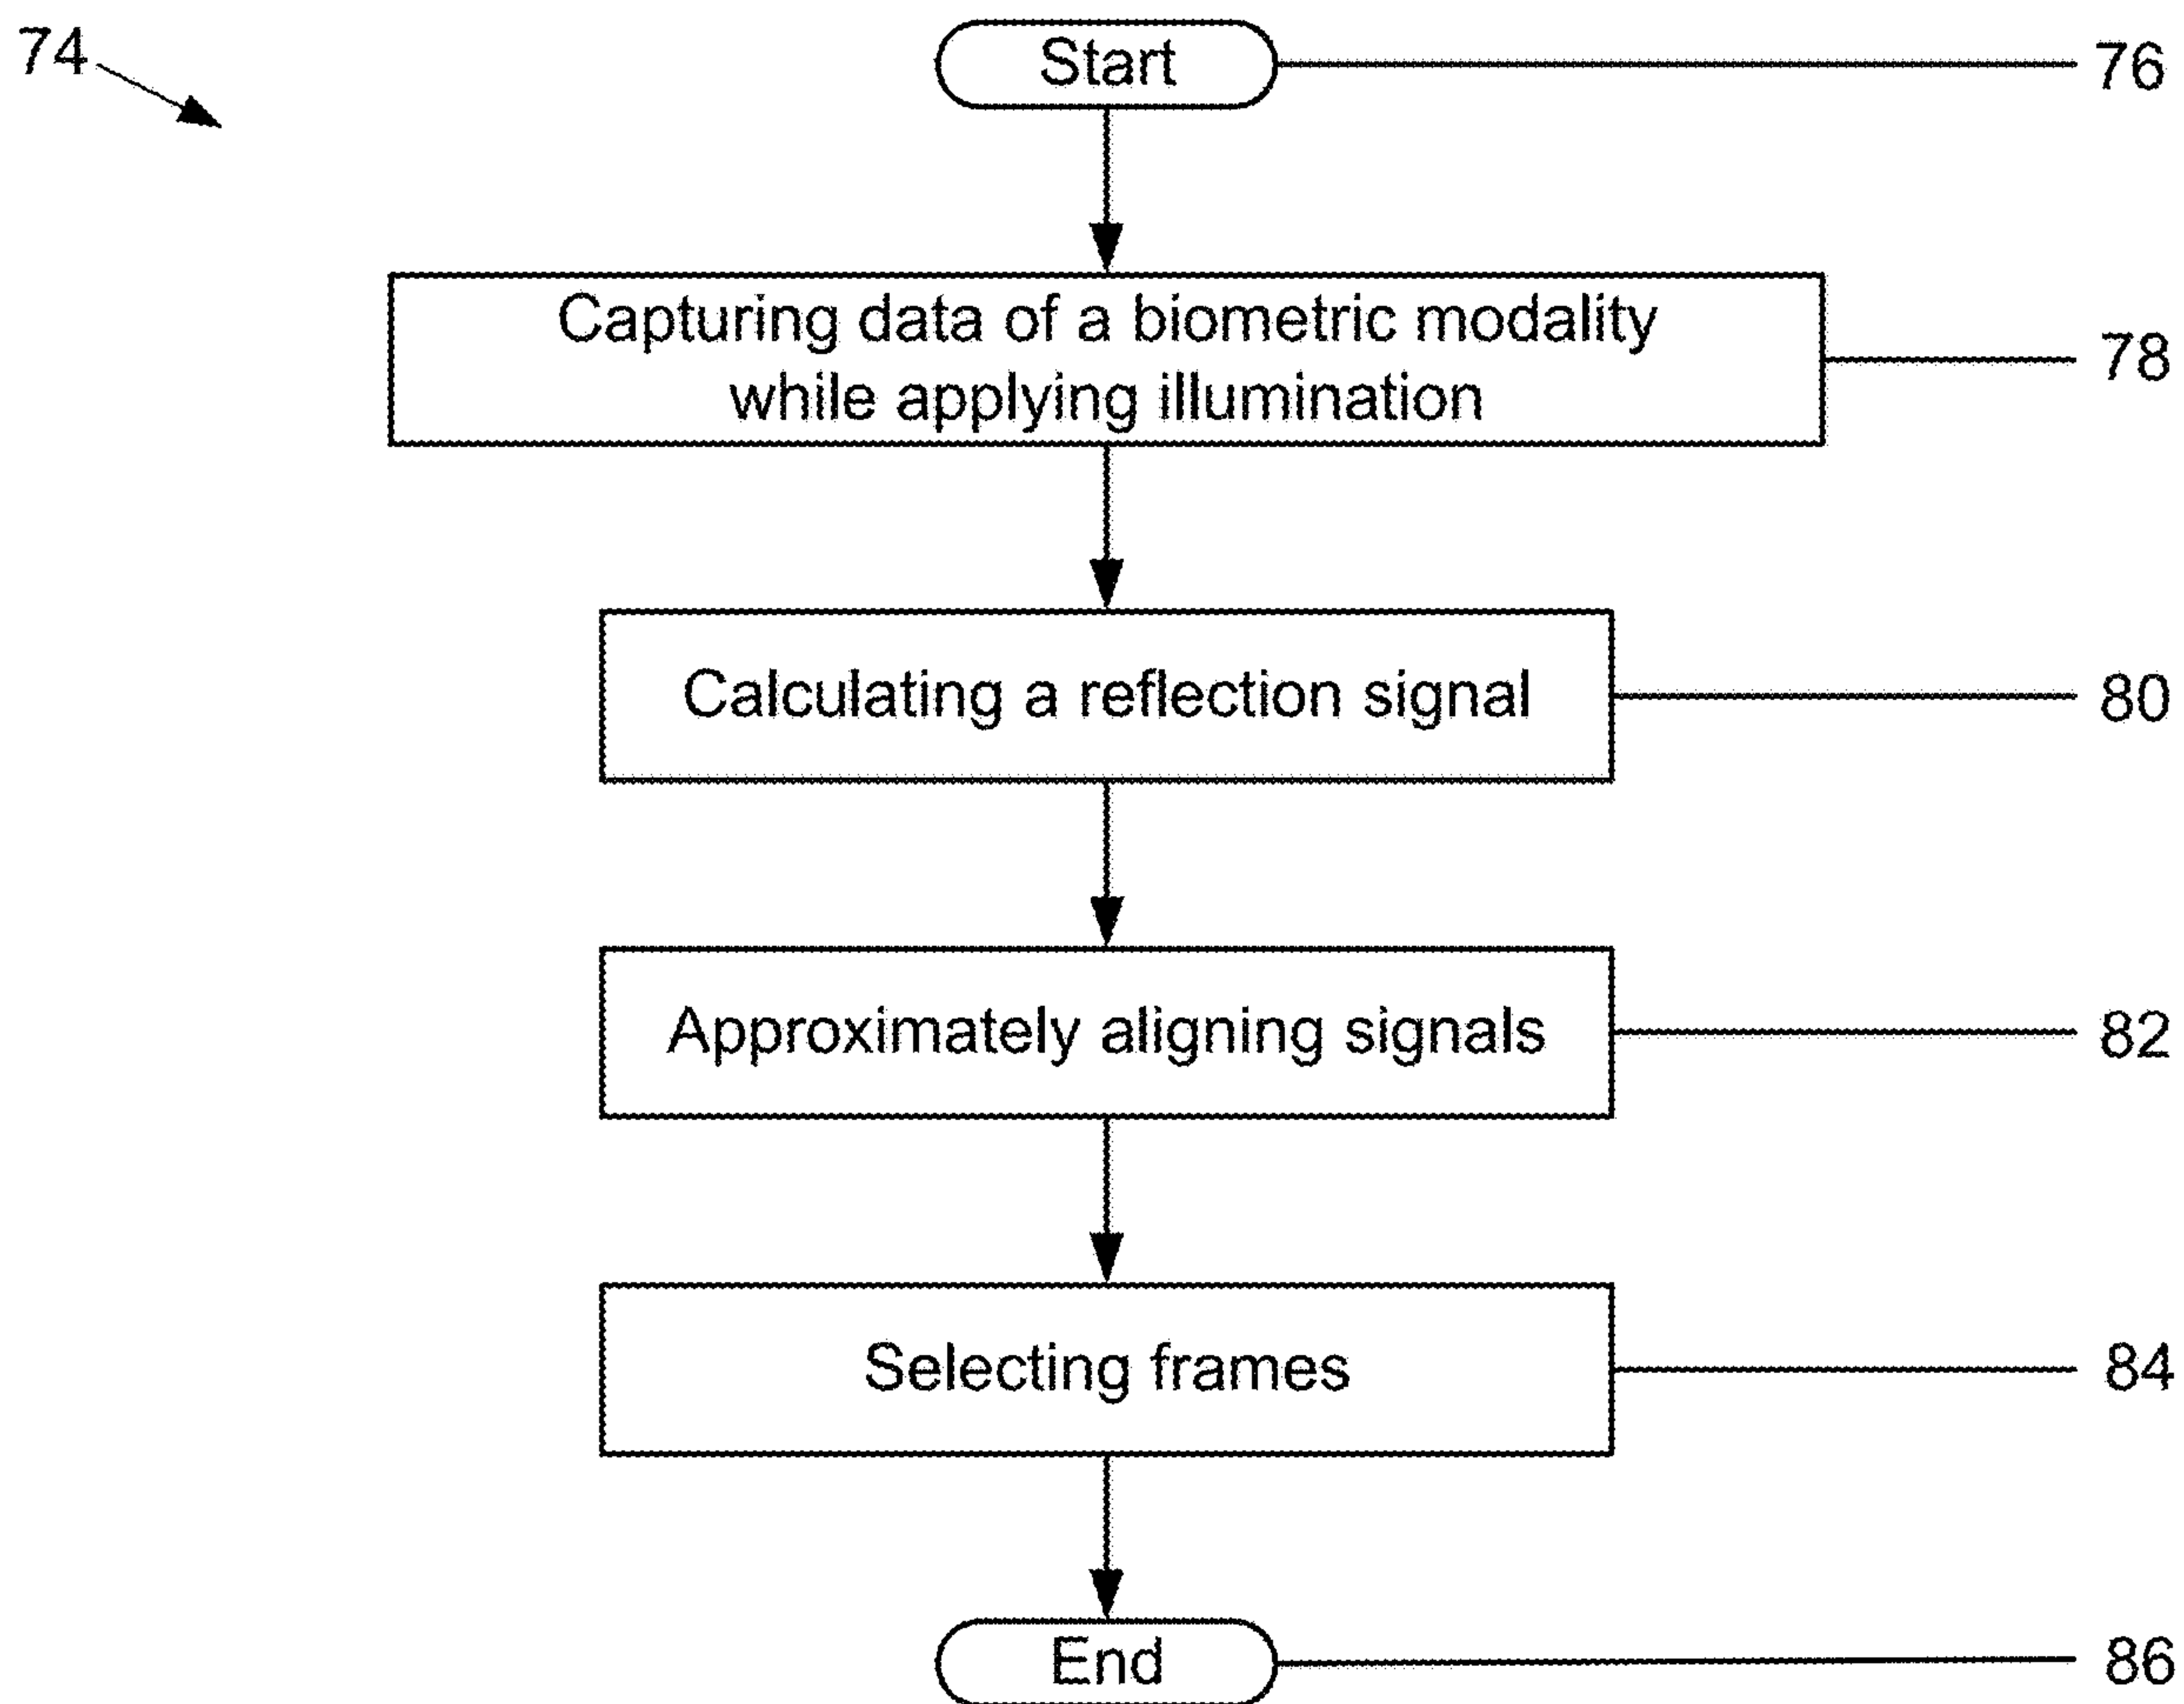 74
Start
76
Capturing data of a biometric modality
while applying illumination
78
Calculating a reflection signal
80
Approximately aligning signals
82
Selecting frames
84
End
86